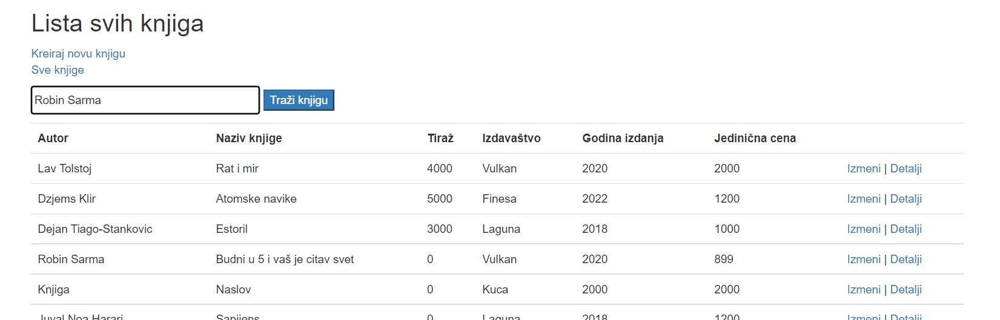 Lista svih knjiga
Kreiraj novu knjigu
Sve knjige
Robin Sarma Traži knjigu
Autor Naziv knjige Tiraž Izdavaštvo Godina izdanja Jedinična cena
Lav Tolstoj Rat i mir 4000 Vulkan 2020 2000 Izmeni | Detalji
Dzjems Klir Atomske navike 5000 Finesa 2022 1200 Izmeni | Detalji
Dejan Tiago-Stankovic Estoril 3000 Laguna 2018 1000 Izmeni | Detalji
Robin Sarma Budni u 5 i vaš je citav svet 0 Vulkan 2020 899 Izmeni | Detalji
Knjiga Naslov 0 Kuca 2000 2000 Izmeni | Detalji
Juval Noa Harari Sapijens 0 Laguna 2018 1200 Izmeni | Detalji